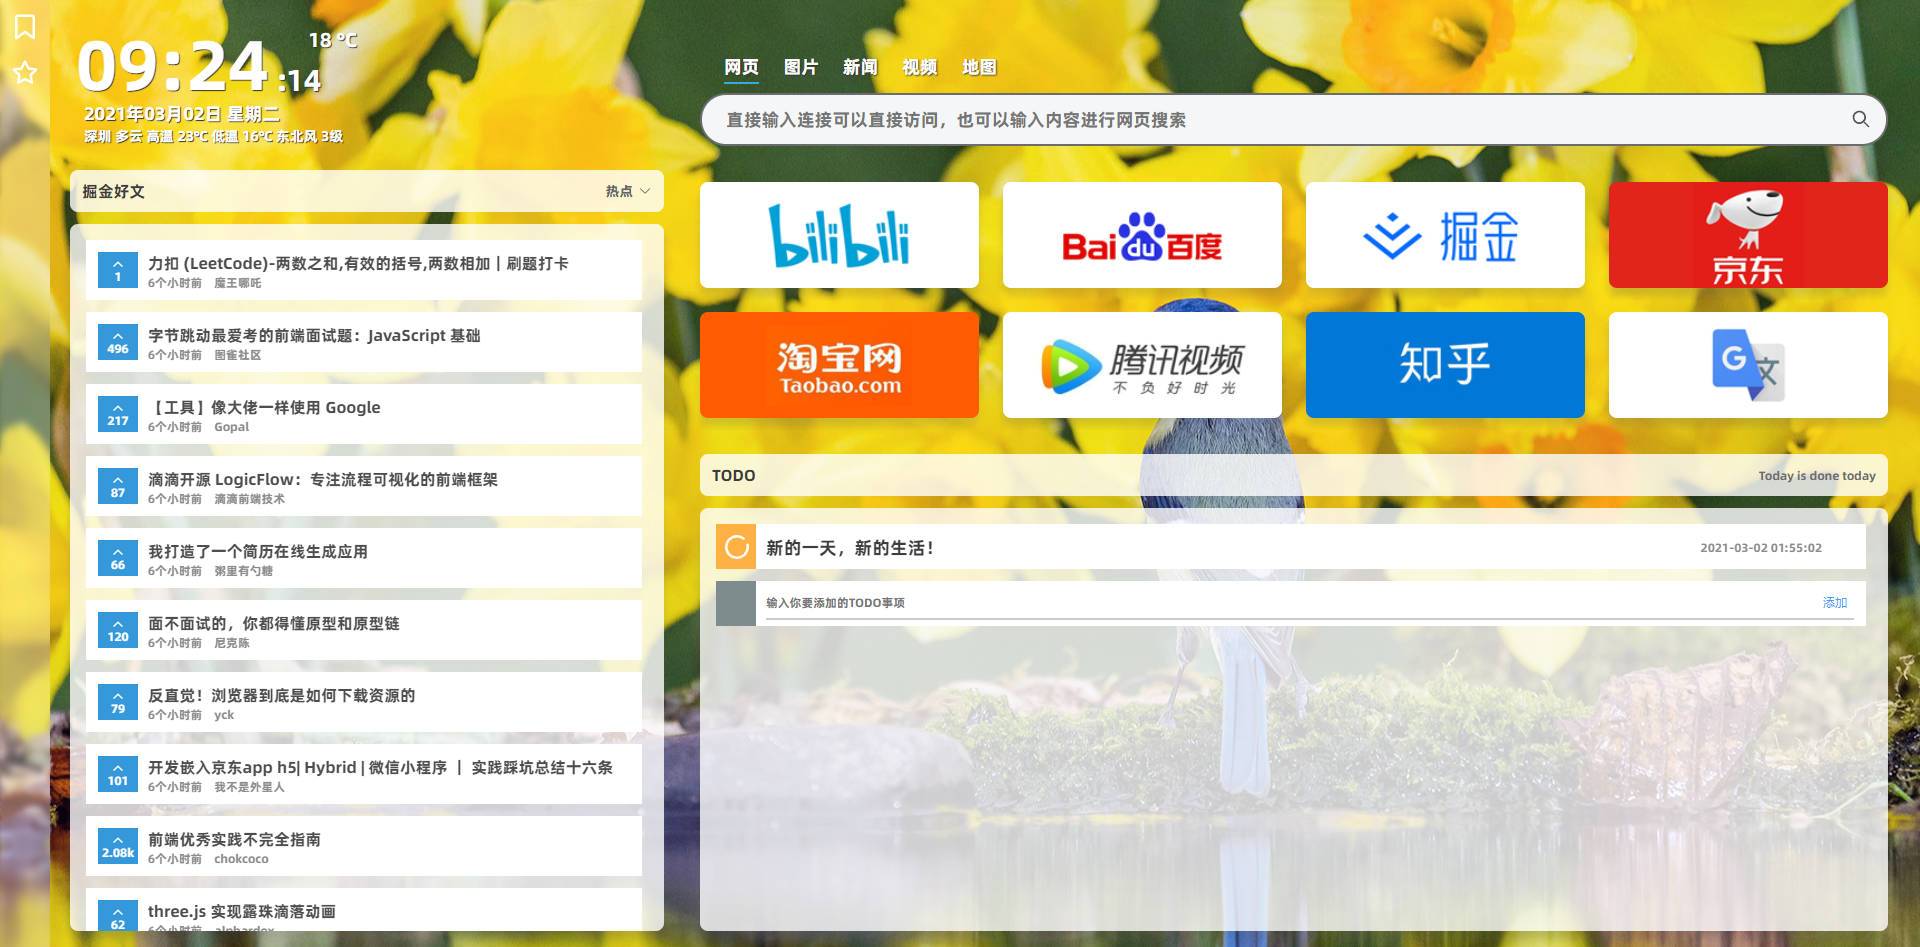 09:24:14
18 ℃
2021年03月02日 星期二
深圳 多云 高温 23℃ 低温 16℃ 东北风 3级
网页 图片 新闻 视频 地图
直接输入连接可以直接访问，也可以输入内容进行网页搜索
掘金好文 热点
1
力扣 (LeetCode)-两数之和,有效的括号,两数相加 | 刷题打卡
6个小时前 魔王哪吒
496
字节跳动最爱考的前端面试题：JavaScript 基础
6个小时前 图雀社区
217
【工具】像大佬一样使用 Google
6个小时前 Gopal
87
滴滴开源 LogicFlow：专注流程可视化的前端框架
6个小时前 滴滴前端技术
66
我打造了一个简历在线生成应用
6个小时前 粥里有勺糖
120
面不面试的，你都得懂原型和原型链
6个小时前 尼克陈
79
反直觉！浏览器到底是如何下载资源的
6个小时前 yck
101
开发嵌入京东app h5| Hybrid | 微信小程序 ｜ 实践踩坑总结十六条
6个小时前 我不是外星人
2.08k
前端优秀实践不完全指南
6个小时前 chokcoco
62
three.js 实现露珠滴落动画
6个小时前 alphardex
bilibili
Bai du 百度
掘金
京东
淘宝网
Taobao.com
腾讯视频
不负好时光
知乎
G 文
TODO Today is done today
新的一天，新的生活！ 2021-03-02 01:55:02
输入你要添加的TODO事项 添加